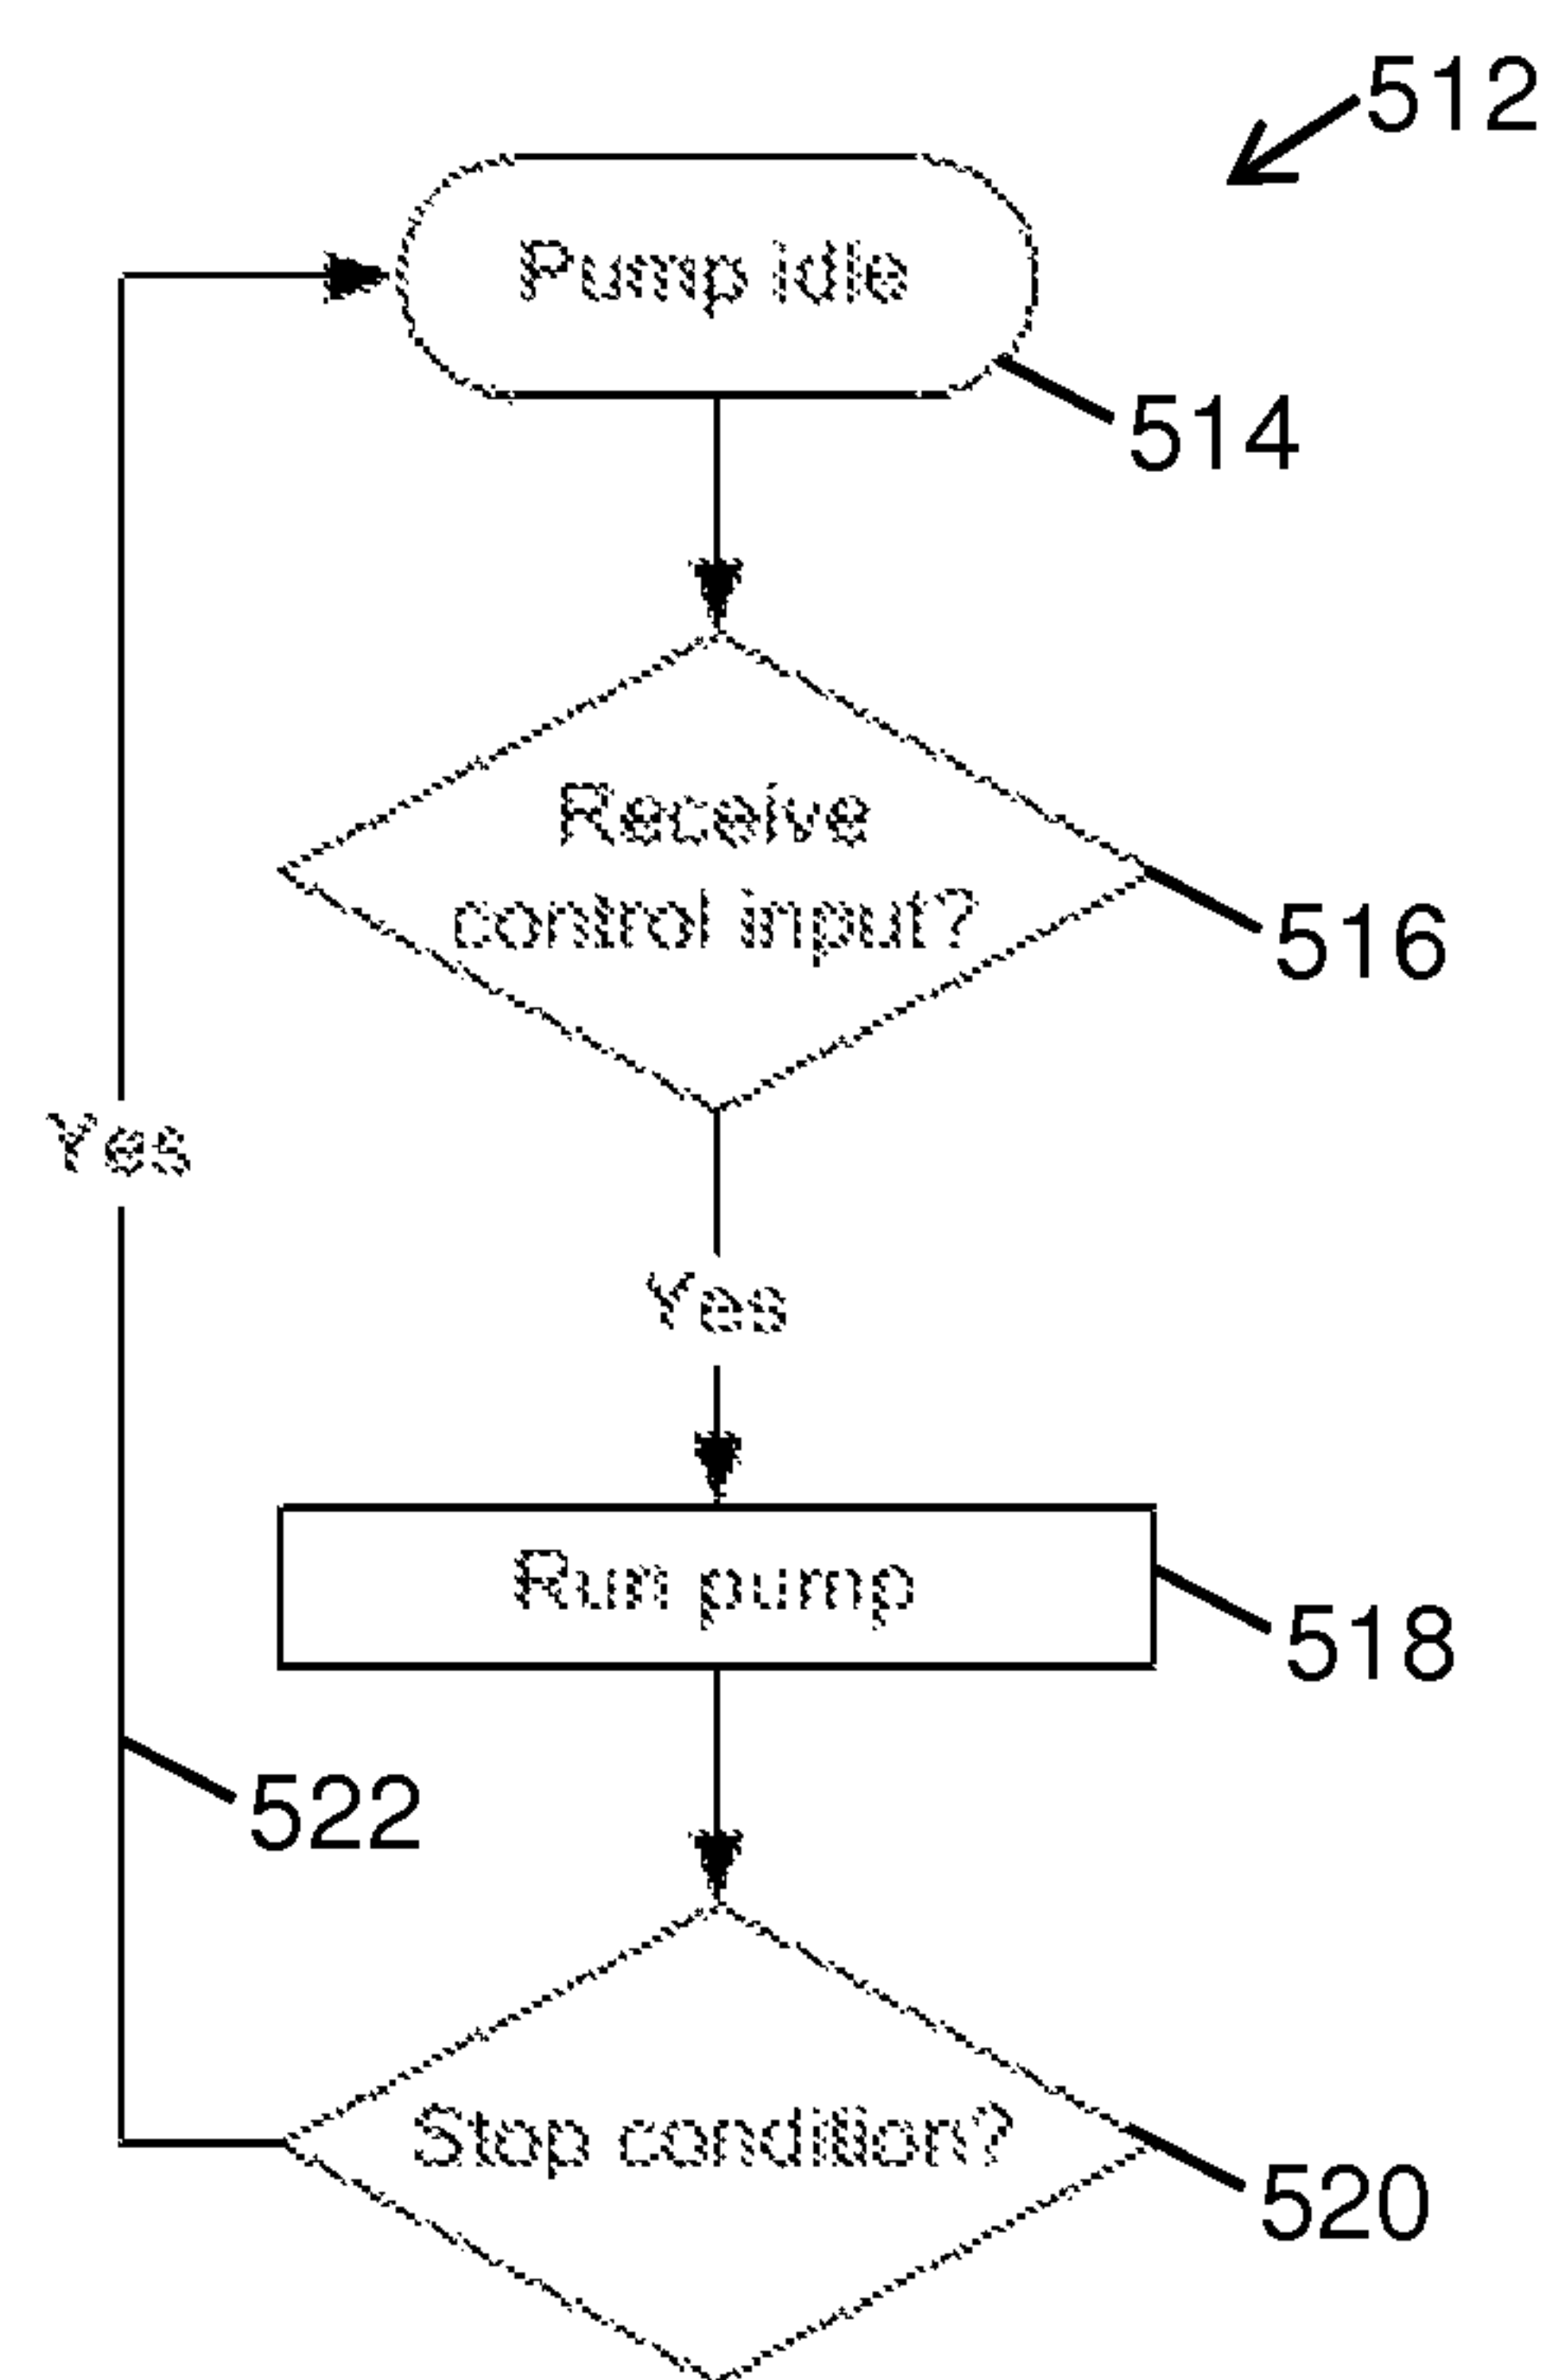 512
Pump idle
514
Receive
control input?
516
Yes
Yes
Run pump
518
522
Stop condition?
520